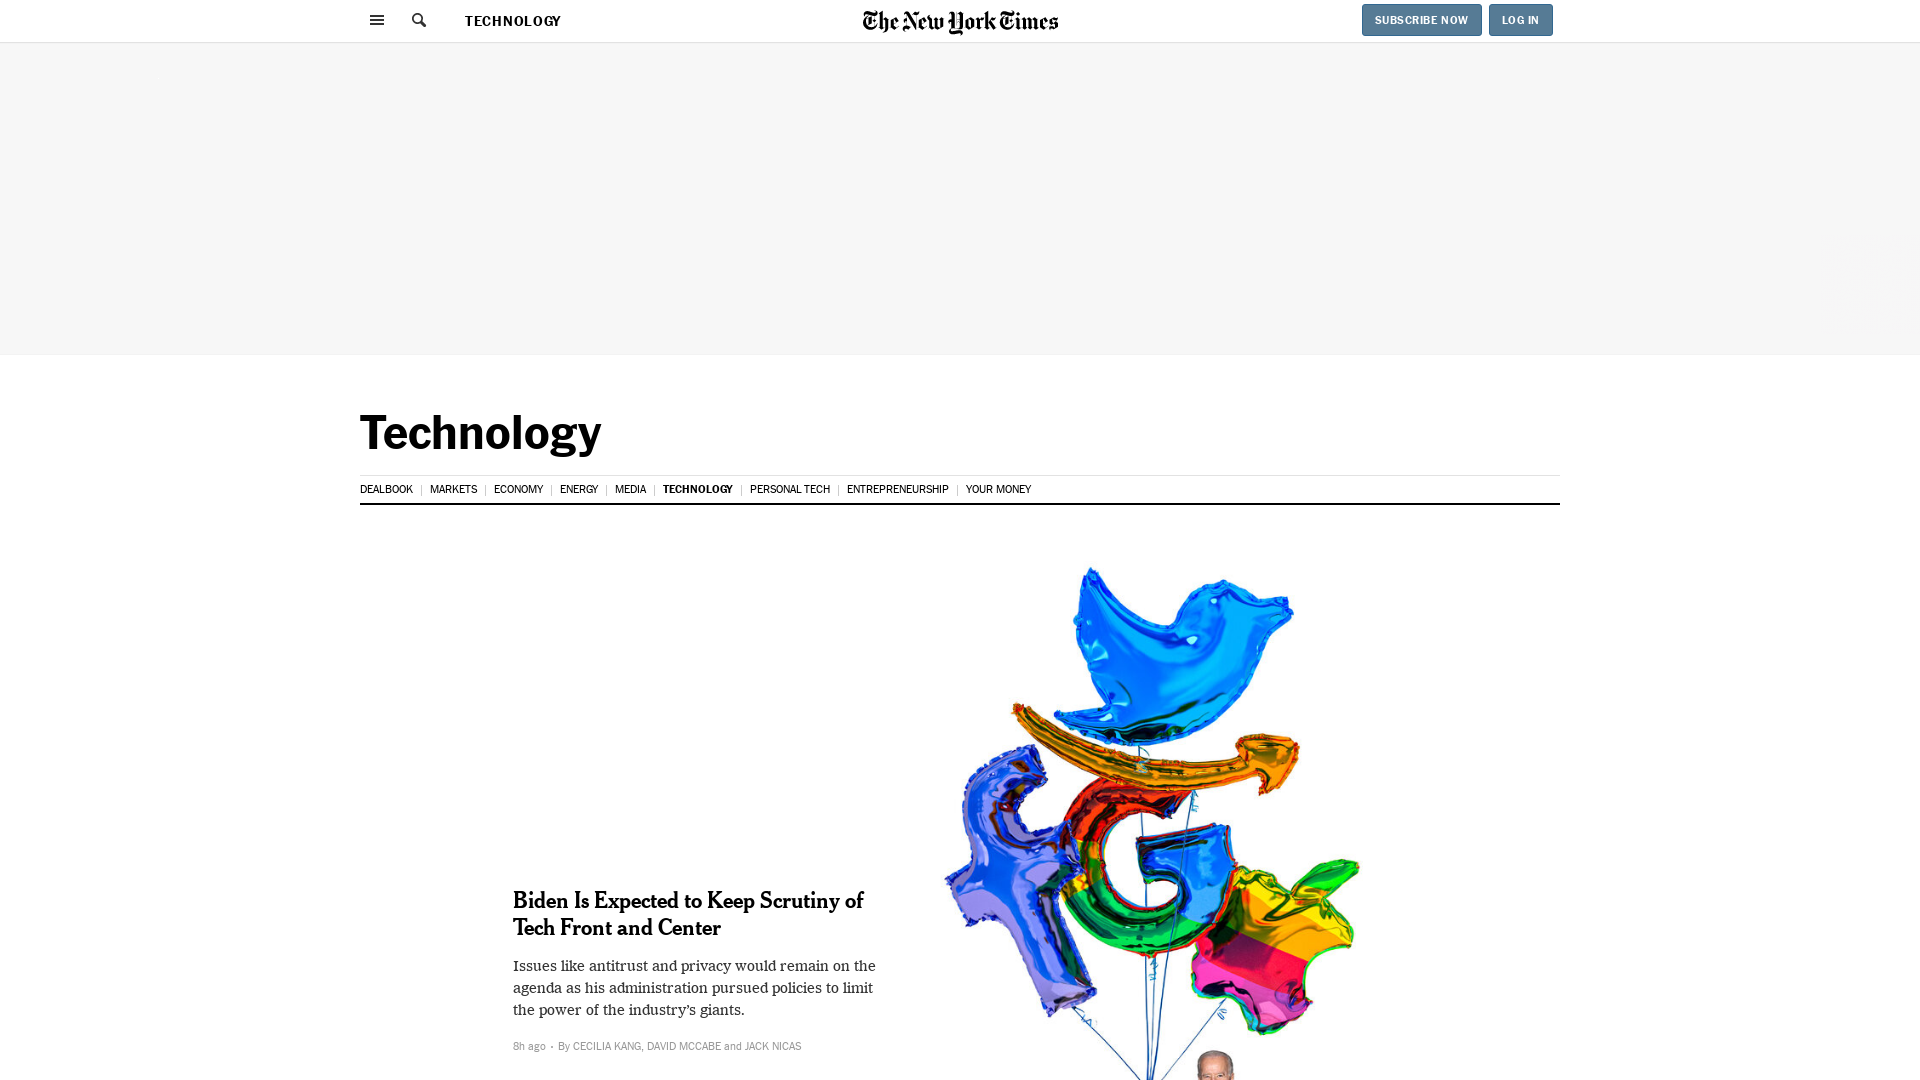 TECHNOLOGY
The New York Times
SUBSCRIBE NOW
LOG IN
Technology
DEALBOOK
MARKETS
ECONOMY
ENERGY
MEDIA
TECHNOLOGY
PERSONAL TECH
ENTREPRENEURSHIP
YOUR MONEY
Biden Is Expected to Keep Scrutiny of
Tech Front and Center
Issues like antitrust and privacy would remain on the
agenda as his administration pursued policies to limit
the power of the industry’s giants.
8h ago • By CECILIA KANG, DAVID MCCABE and JACK NICAS
G